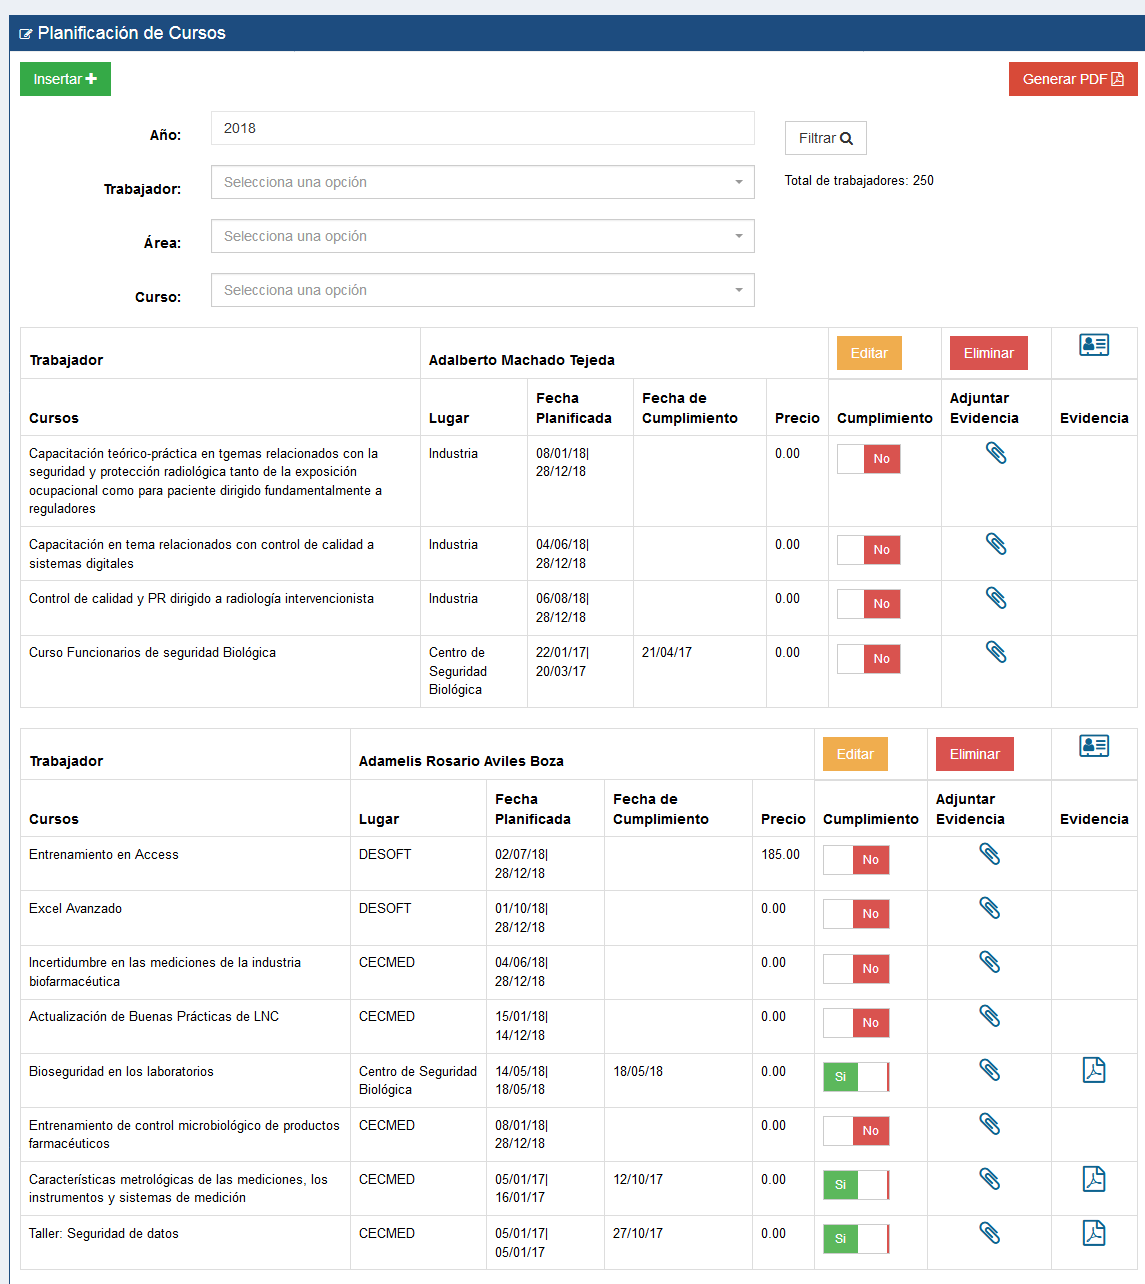 Planificación de Cursos
Insertar
Generar PDF
Año:
2018
Filtrar
Trabajador:
Selecciona una opción
Total de trabajadores: 250
Área:
Selecciona una opción
Curso:
Selecciona una opción
Trabajador
Adalberto Machado Tejeda
Editar
Eliminar
Cursos
Lugar
Fecha
Planificada
Fecha de
Cumplimiento
Precio
Cumplimiento
Adjuntar
Evidencia
Evidencia
Capacitación teórico-práctica en tgemas relacionados con la
seguridad y protección radiológica tanto de la exposición
ocupacional como para paciente dirigido fundamentalmente a
reguladores
Industria
08/01/18|
28/12/18
0.00
No
Capacitación en tema relacionados con control de calidad a
sistemas digitales
Industria
04/06/18|
28/12/18
0.00
No
Control de calidad y PR dirigido a radiología intervencionista
Industria
06/08/18|
28/12/18
0.00
No
Curso Funcionarios de seguridad Biológica
Centro de
Seguridad
Biológica
22/01/17|
20/03/17
21/04/17
0.00
No
Trabajador
Adamelis Rosario Aviles Boza
Editar
Eliminar
Cursos
Lugar
Fecha
Planificada
Fecha de
Cumplimiento
Precio
Cumplimiento
Adjuntar
Evidencia
Evidencia
Entrenamiento en Access
DESOFT
02/07/18|
28/12/18
185.00
No
Excel Avanzado
DESOFT
01/10/18|
28/12/18
0.00
No
Incertidumbre en las mediciones de la industria
biofarmacéutica
CECMED
04/06/18|
28/12/18
0.00
No
Actualización de Buenas Prácticas de LNC
CECMED
15/01/18|
14/12/18
0.00
No
Bioseguridad en los laboratorios
Centro de Seguridad
Biológica
14/05/18|
18/05/18
18/05/18
0.00
Si
Entrenamiento de control microbiológico de productos
farmacéuticos
CECMED
08/01/18|
28/12/18
0.00
No
Características metrológicas de las mediciones, los
instrumentos y sistemas de medición
CECMED
05/01/17|
16/01/17
12/10/17
0.00
Si
Taller: Seguridad de datos
CECMED
05/01/17|
05/01/17
27/10/17
0.00
Si